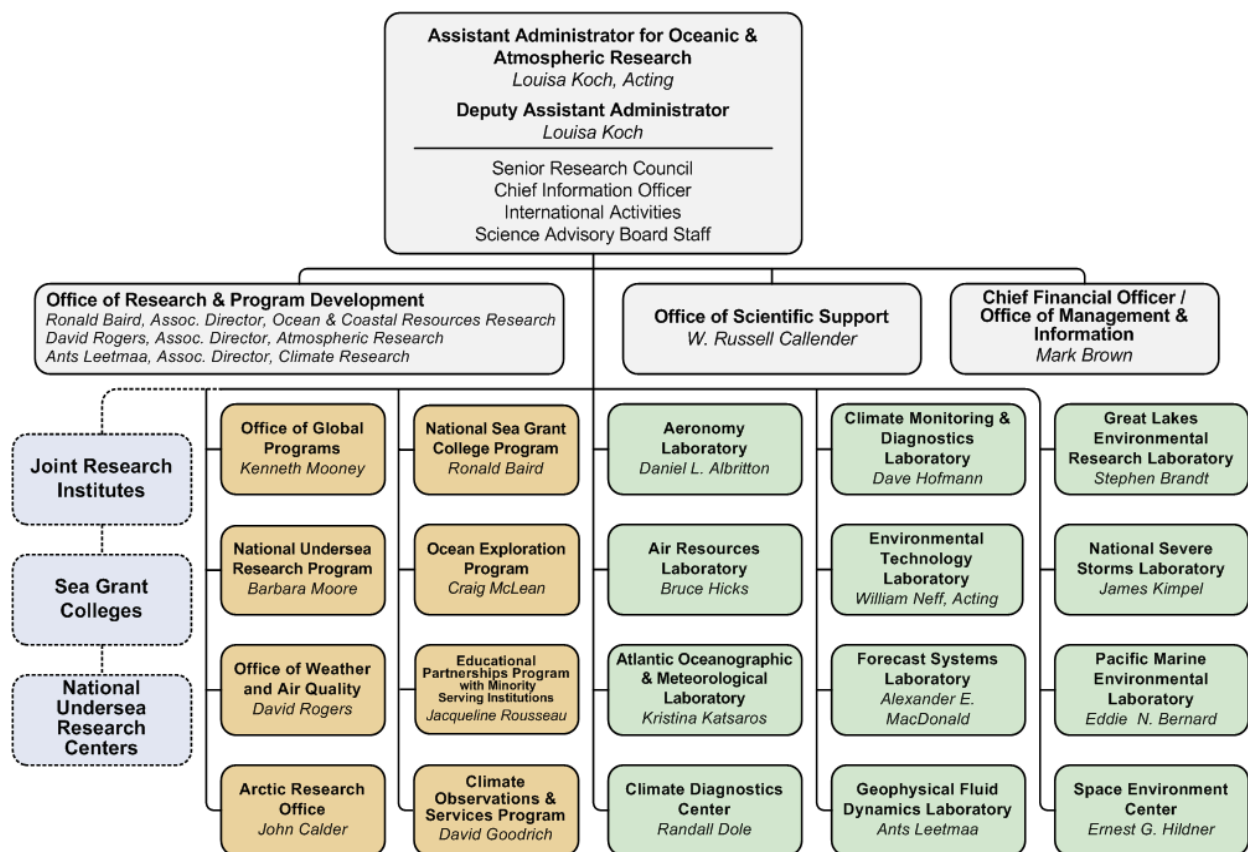 Assistant Administrator for Oceanic &
Atmospheric Research
Louisa Koch, Acting
Deputy Assistant Administrator
Louisa Koch
Senior Research Council
Chief Information Officer
International Activities
Science Advisory Board Staff
Office of Research & Program Development
Ronald Baird, Assoc. Director, Ocean & Coastal Resources Research
David Rogers, Assoc. Director, Atmospheric Research
Ants Leetmaa, Assoc. Director, Climate Research
Office of Scientific Support
W. Russell Callender
Chief Financial Officer /
Office of Management &
Information
Mark Brown
Joint Research
Institutes
Sea Grant
Colleges
National
Undersea
Research
Centers
Office of Global
Programs
Kenneth Mooney
National Undersea
Research Program
Barbara Moore
Office of Weather
and Air Quality
David Rogers
Arctic Research
Office
John Calder
National Sea Grant
College Program
Ronald Baird
Ocean Exploration
Program
Craig McLean
Educational
Partnerships Program
with Minority
Serving Institutions
Jacqueline Rousseau
Climate
Observations &
Services Program
David Goodrich
Aeronomy
Laboratory
Daniel L. Albritton
Air Resources
Laboratory
Bruce Hicks
Atlantic Oceanographic
& Meteorological
Laboratory
Kristina Katsaros
Climate Diagnostics
Center
Randall Dole
Climate Monitoring &
Diagnostics
Laboratory
Dave Hofmann
Environmental
Technology
Laboratory
William Neff, Acting
Forecast Systems
Laboratory
Alexander E.
MacDonald
Geophysical Fluid
Dynamics Laboratory
Ants Leetmaa
Great Lakes
Environmental
Research Laboratory
Stephen Brandt
National Severe
Storms Laboratory
James Kimpel
Pacific Marine
Environmental
Laboratory
Eddie N. Bernard
Space Environment
Center
Ernest G. Hildner